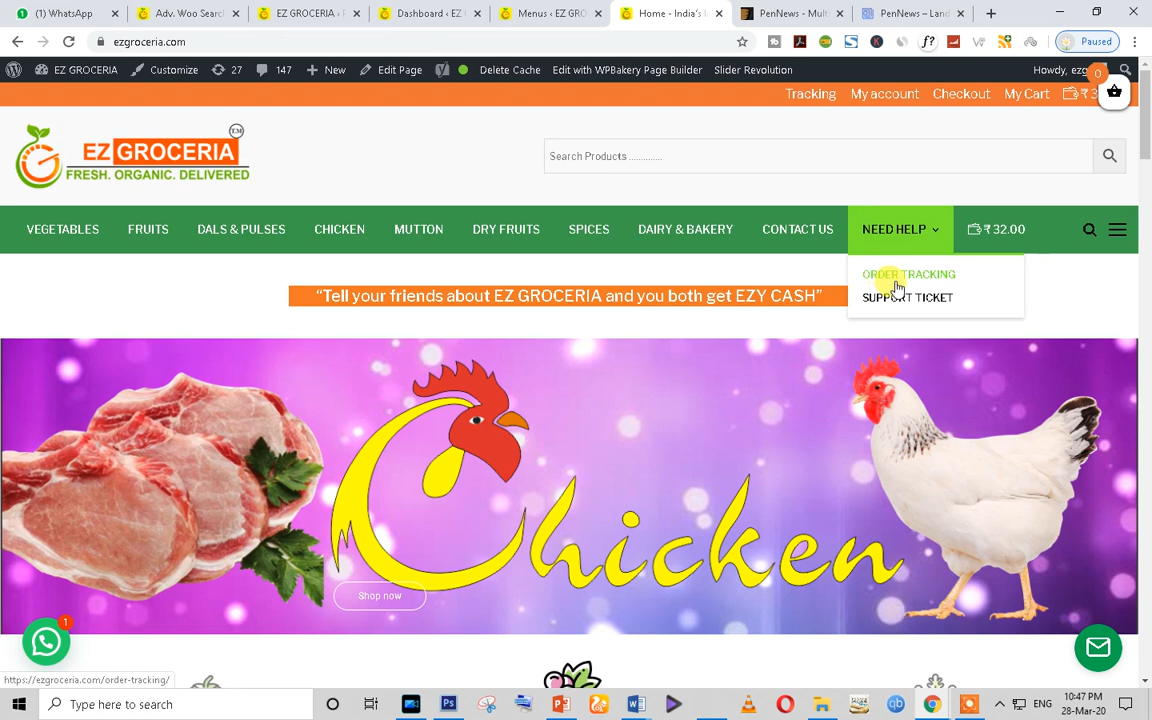 (1) WhatsApp
Adv. Woo Searc
EZ GROCERIA ‹
Dashboard ‹ EZ
Menus ‹ EZ GRO
Home - India's
PenNews - Mult
PenNews – Land
ezgroceria.com
Paused
EZ GROCERIA
Customize
27
147
New
Edit Page
Delete Cache
Edit with WPBakery Page Builder
Slider Revolution
Howdy, ezg
0
Tracking
My account
Checkout
My Cart
₹ 3
T.M
EZ GROCERIA
FRESH. ORGANIC. DELIVERED
Search Products ..............
VEGETABLES
FRUITS
DALS & PULSES
CHICKEN
MUTTON
DRY FRUITS
SPICES
DAIRY & BAKERY
CONTACT US
NEED HELP
₹ 32.00
ORDER TRACKING
SUPPORT TICKET
“Tell your friends about EZ GROCERIA and you both get EZY CASH”
Chicken
Shop now
1
https://ezgroceria.com/order-tracking/
Type here to search
ENG
10:47 PM
28-Mar-20